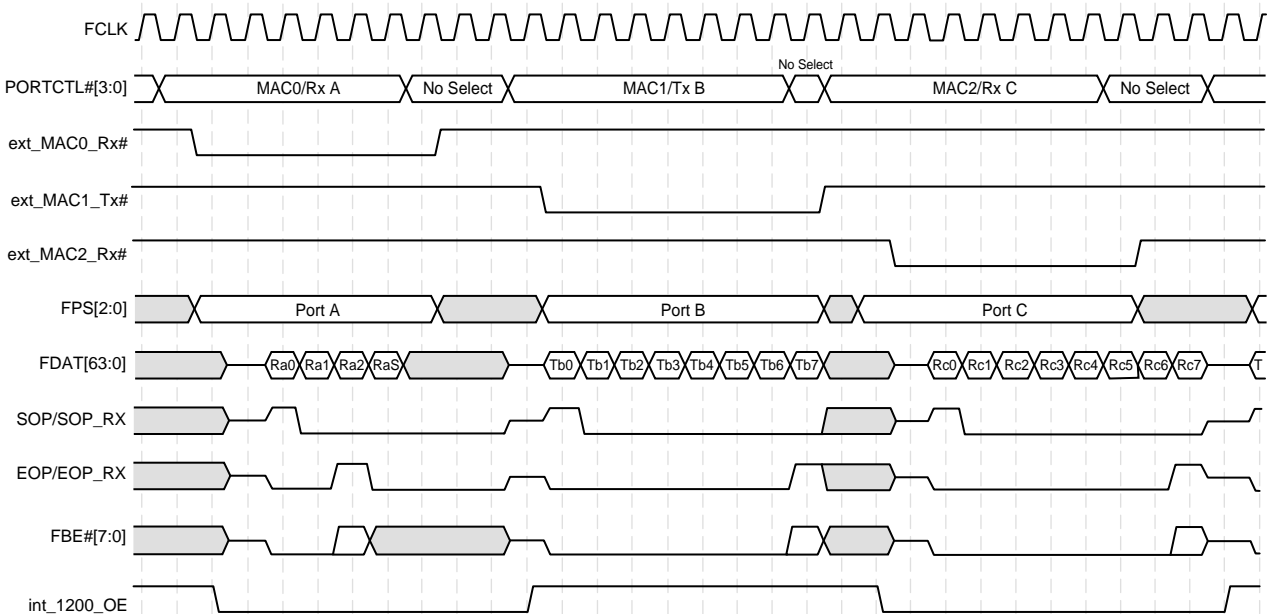 FCLK
No Select
PORTCTL#[3:0] MAC0/Rx A No Select MAC1/Tx B MAC2/Rx C No Select
ext_MAC0_Rx#
ext_MAC1_Tx#
ext_MAC2_Rx#
FPS[2:0] Port A Port B Port C
FDAT[63:0] Ra0 Ra1 Ra2 RaS Tb0 Tb1 Tb2 Tb3 Tb4 Tb5 Tb6 Tb7 Rc0 Rc1 Rc2 Rc3 Rc4 Rc5 Rc6 Rc7 T
SOP/SOP_RX
EOP/EOP_RX
FBE#[7:0]
int_1200_OE